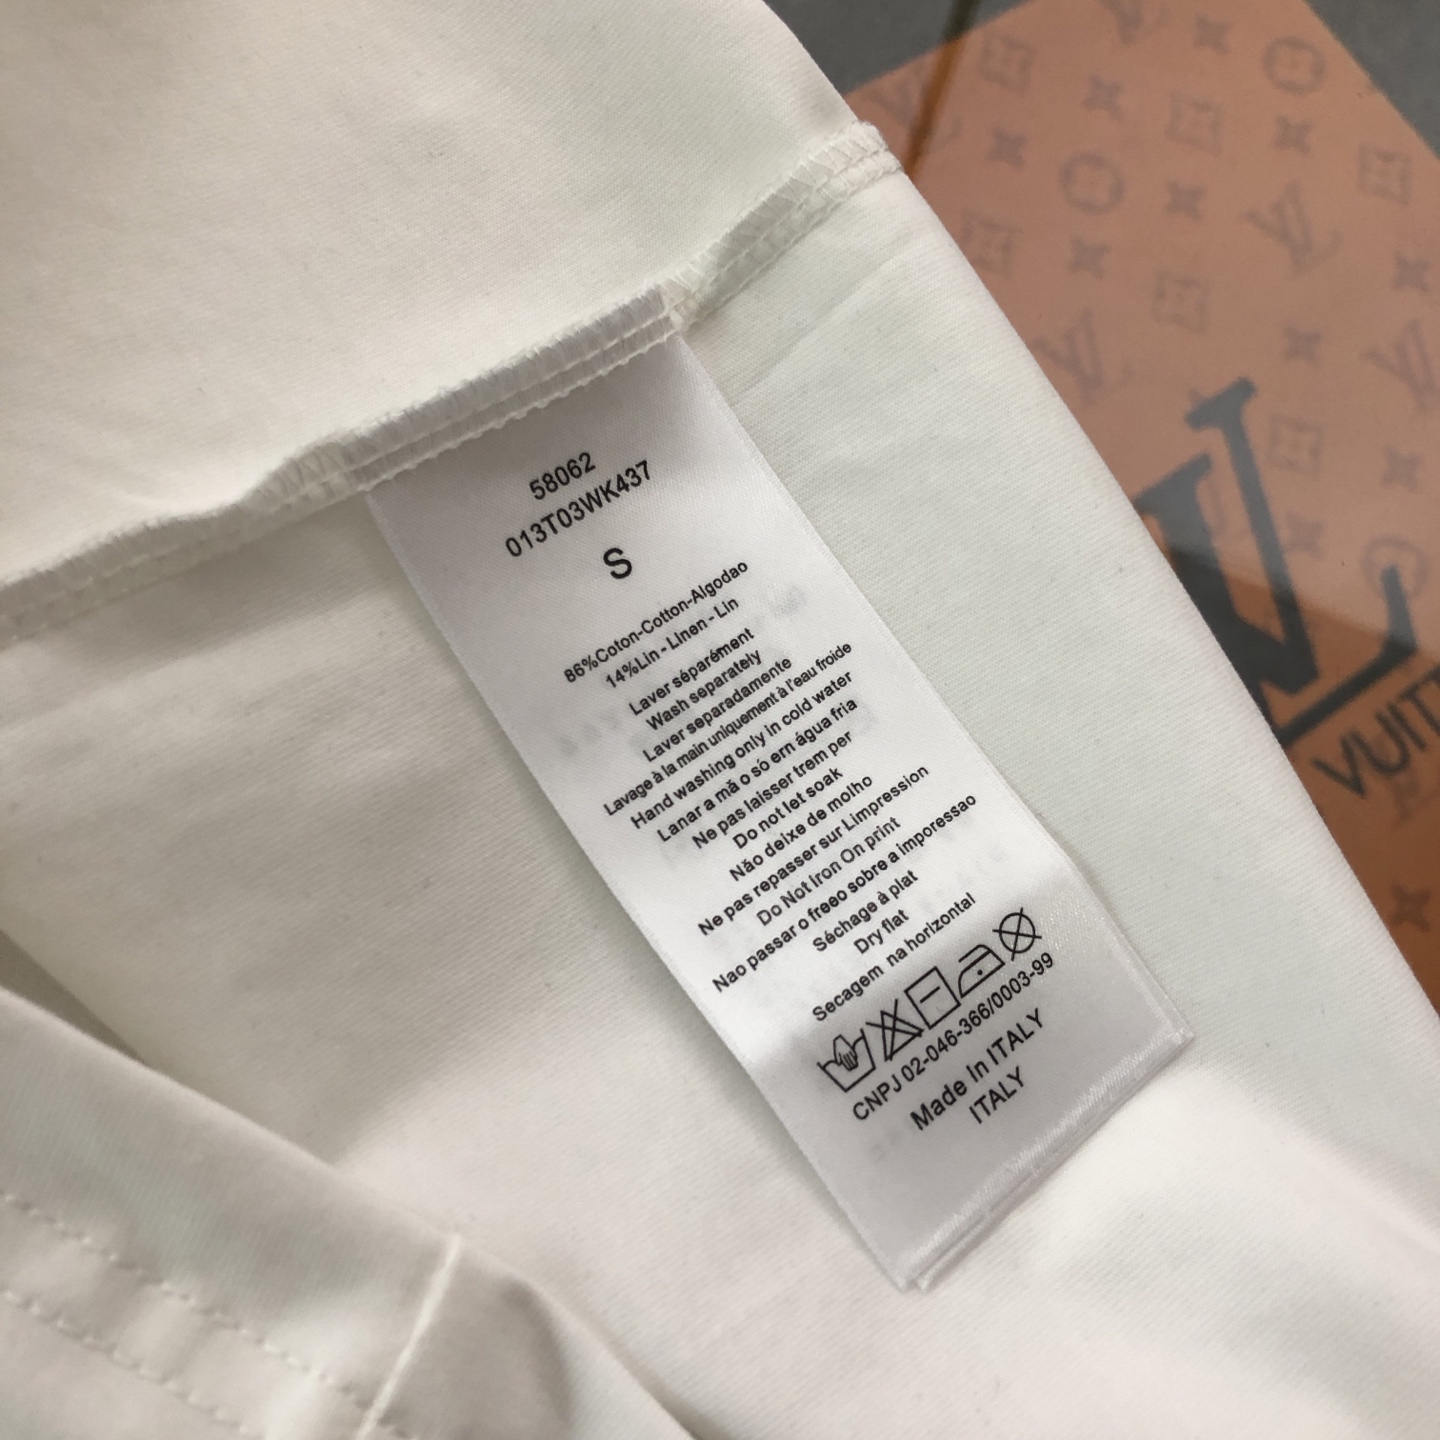 58062
013T03WK437
S
86%Coton-Cotton-Algodao
14%Lin-Linen-Lin
Laver séparément
Wash separately
Laver separadamente
Lavage à la main uniquement à l'eau froide
Hand washing only in cold water
Lanar a mã o só ern água fria
Ne pas laisser trem per
Do not let soak
Não deixe de molho
Ne pas repasser sur Limpression
Do Not Iron On print
Nao passar o freeo sobre a imporessao
Séchage à plat
Dry flat
Secagem na horizontal
CNPJ 02-046-366/0003-99
Made In ITALY
ITALY
LV
VUIT